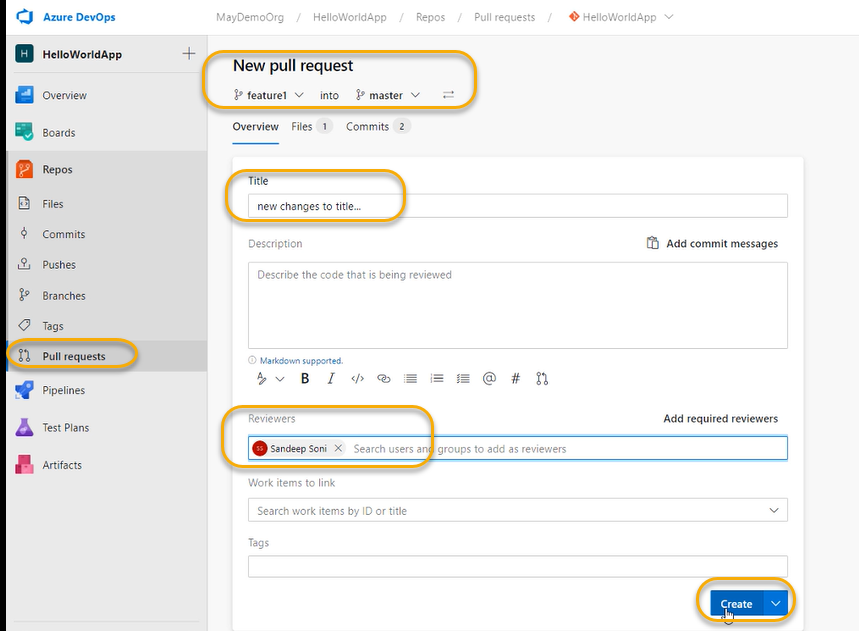 Azure DevOps
MayDemoOrg / HelloWorldApp / Repos / Pull requests / HelloWorldApp
H HelloWorldApp
Overview
Boards
Repos
Files
Commits
Pushes
Branches
Tags
Pull requests
Pipelines
Test Plans
Artifacts
New pull request
feature1 into master
Overview Files 1 Commits 2
Title
new changes to title...
Description Add commit messages
Describe the code that is being reviewed
Markdown supported.
B I </> @ #
Reviewers Add required reviewers
SS Sandeep Soni Search users and groups to add as reviewers
Work items to link
Search work items by ID or title
Tags
Create